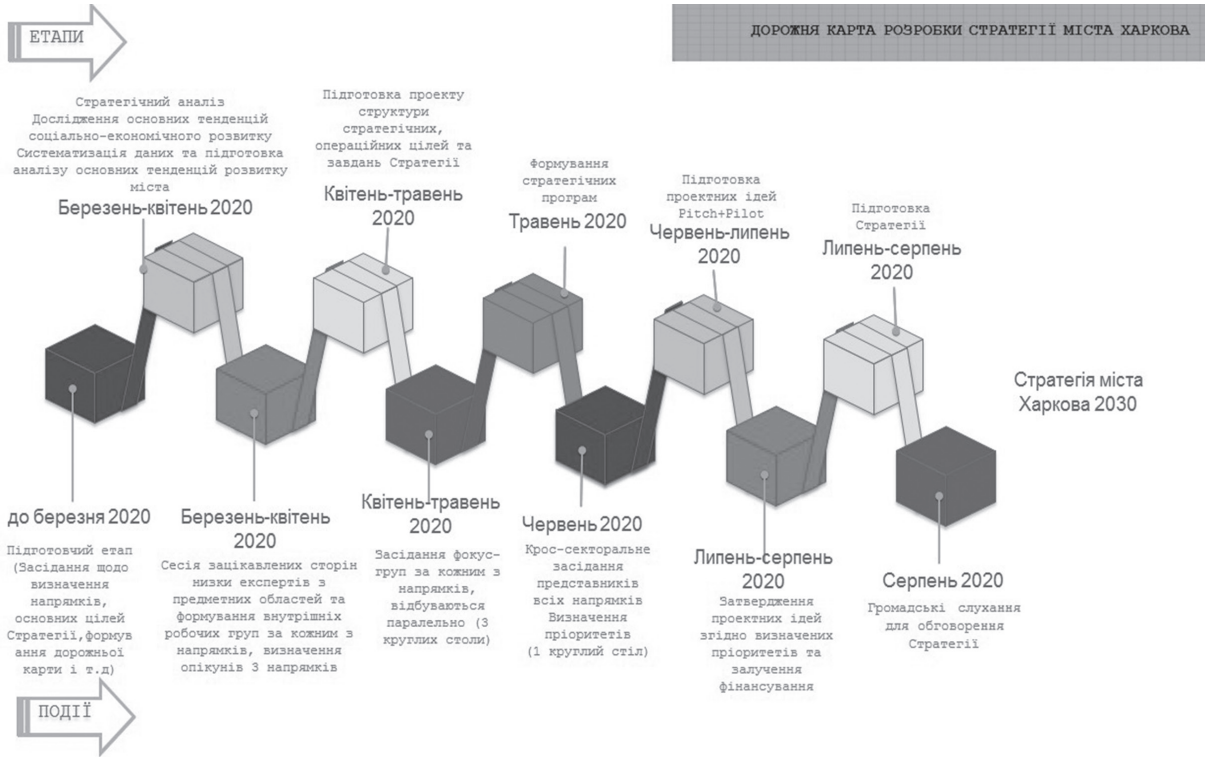 ЕТАПИ
ДОРОЖНЯ КАРТА РОЗРОБКИ СТРАТЕГІЇ МІСТА ХАРКОВА
Стратегічний аналіз
Дослідження основних тенденцій
соціально-економічного розвитку
Систематизація даних та підготовка
аналізу основних тенденцій розвитку
міста
Березень-квітень 2020
Підготовка проекту
структури
стратегічних,
операційних цілей та
завдань Стратегії
Квітень-травень
2020
Формування
стратегічних
програм
Травень 2020
Підготовка
проектних ідей
Pitch+Pilot
Червень-липень
2020
Підготовка
Стратегії
Липень-серпень
2020
Стратегія міста
Харкова 2030
до березня 2020
Підготовчий етап
(Засідання щодо
визначення
напрямків,
основних цілей
Стратегії,формув
ання дорожньої
карти і т.д)
Березень-квітень
2020
Сесія зацікавлених сторін
низки експертів з
предметних областей та
формування внутрішніх
робочих груп за кожним з
напрямків, визначення
опікунів 3 напрямків
Квітень-травень
2020
Засідання фокус-
груп за кожним з
напрямків,
відбуваються
паралельно (3
круглих столи)
Червень 2020
Крос-секторальне
засідання
представників
всіх напрямків
Визначення
пріоритетів
(1 круглий стіл)
Липень-серпень
2020
Затвердження
проектних ідей
згідно визначених
пріоритетів та
залучення
фінансування
Серпень 2020
Громадські слухання
для обговорення
Стратегії
ПОДІЇ